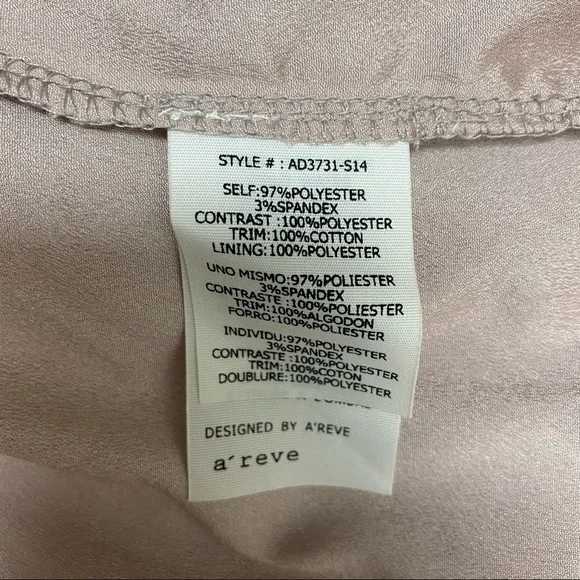 STYLE # : AD3731-S14
SELF:97%POLYESTER
3%SPANDEX
CONTRAST :100%POLYESTER
TRIM:100%COTTON
LINING:100%POLYESTER
UNO MISMO:97%POLIESTER
3%SPANDEX
CONTRASTE :100%POLIESTER
TRIM:100%ALGODON
FORRO:100%POLIESTER
INDIVIDU:97%POLYESTER
3%SPANDEX
CONTRASTE :100%POLYESTER
TRIM:100%COTON
DOUBLURE:100%POLYESTER
DESIGNED BY A'REVE
a´reve